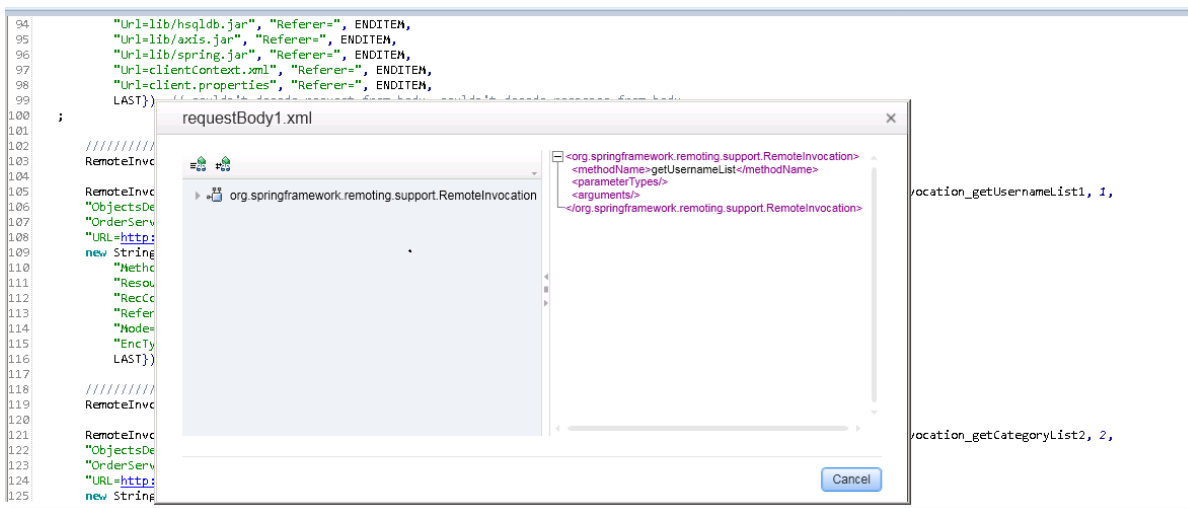 94 "Url=lib/hsqldb.jar", "Referer=", ENDITEM,
95 "Url=lib/axis.jar", "Referer=", ENDITEM,
96 "Url=lib/spring.jar", "Referer=", ENDITEM,
97 "Url=clientContext.xml", "Referer=", ENDITEM,
98 "Url=client.properties", "Referer=", ENDITEM,
99 LAST})
100 ;
101
102 //////////
103 RemoteInvc
104
105 RemoteInvc
106 "ObjectsDe
107 "OrderServ
108 "URL=http:
109 new String
110 "Metho
111 "Resou
112 "RecCo
113 "Refer
114 "Mode=
115 "EncTy
116 LAST})
117
118 //////////
119 RemoteInvc
120
121 RemoteInvc
122 "ObjectsDe
123 "OrderServ
124 "URL=http:
125 new String
requestBody1.xml
org.springframework.remoting.support.RemoteInvocation
<org.springframework.remoting.support.RemoteInvocation>
<methodName>getUsernameList</methodName>
<parameterTypes/>
<arguments/>
</org.springframework.remoting.support.RemoteInvocation>
Cancel
vocation_getUsernameList1, 1,
vocation_getCategoryList2, 2,